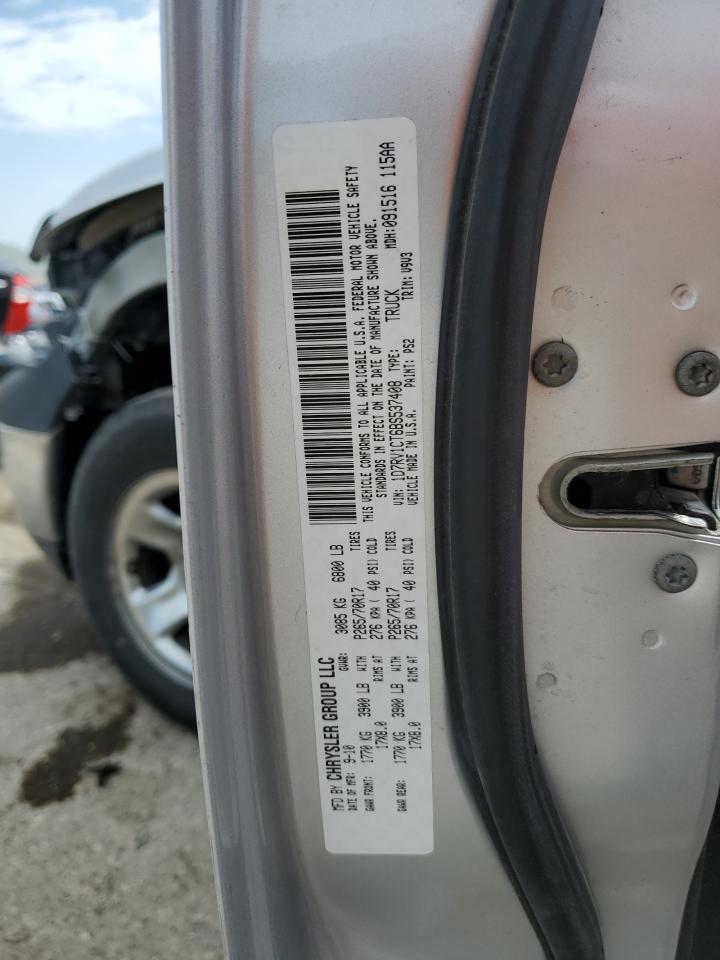 MFD BY CHRYSLER GROUP LLC
DATE OF MFR: 9-10 GVWR: 3085 KG 6800 LB
GAWR FRONT: 1770 KG 3900 LB WITH P265/70R17 TIRES
17X8.0 RIMS AT 276 KPA ( 40 PSI) COLD
GAWR REAR: 1770 KG 3900 LB WITH P265/70R17 TIRES
17X8.0 RIMS AT 276 KPA ( 40 PSI) COLD
THIS VEHICLE CONFORMS TO ALL APPLICABLE U.S.A. FEDERAL MOTOR VEHICLE SAFETY
STANDARDS IN EFFECT ON THE DATE OF MANUFACTURE SHOWN ABOVE.
VIN: 1D7RV1CT6BS537408 TYPE: TRUCK MDH: 091516 115AA
VEHICLE MADE IN U.S.A. PAINT: PS2 TRIM: V9V3